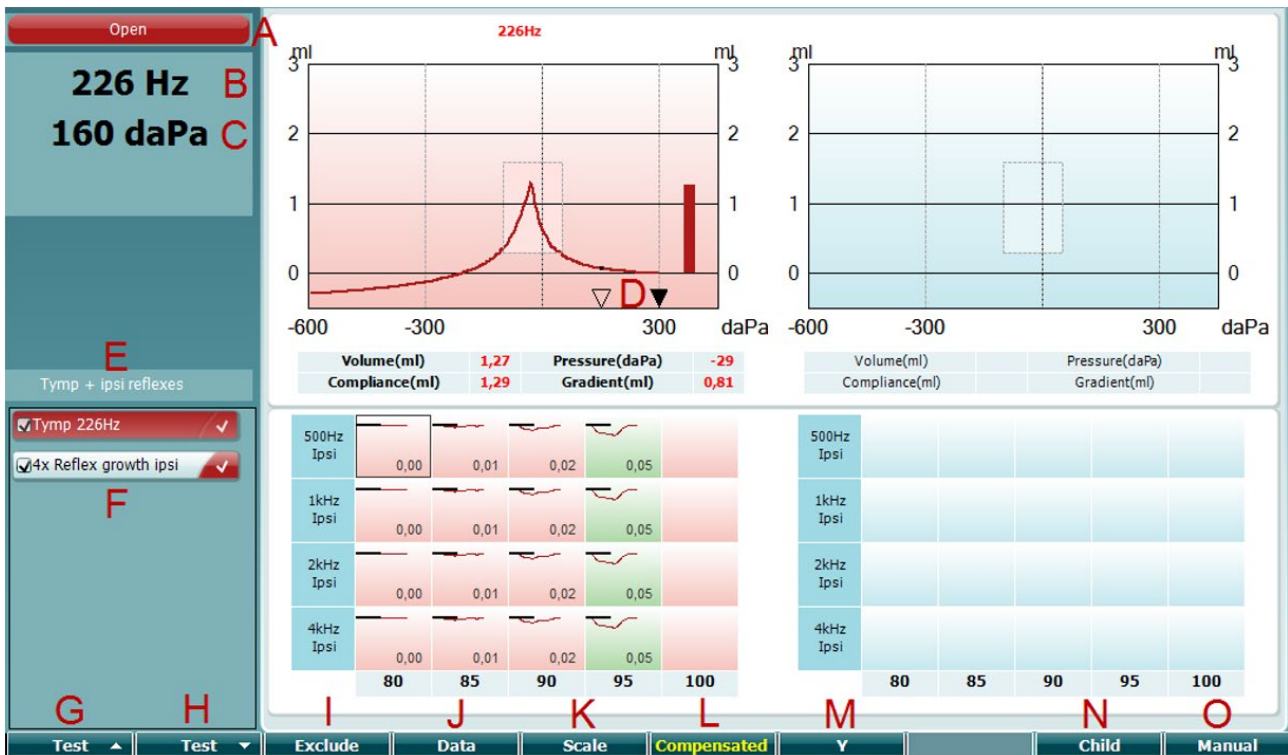 Open
A
226 Hz
B
160 daPa
C
E
Tymp + ipsi reflexes
Tymp 226Hz
4x Reflex growth ipsi
F
G
H
226Hz
ml ml
3 3
2 2
1 1
0 0
D
-600 -300 300 daPa
Volume(ml) 1,27 Pressure(daPa) -29
Compliance(ml) 1,29 Gradient(ml) 0,81
ml ml
3 3
2 2
1 1
0 0
-600 -300 300 daPa
Volume(ml) Pressure(daPa)
Compliance(ml) Gradient(ml)
500Hz
Ipsi
0,00 0,01 0,02 0,05
1kHz
Ipsi
0,00 0,01 0,02 0,05
2kHz
Ipsi
0,00 0,01 0,02 0,05
4kHz
Ipsi
0,00 0,01 0,02 0,05
80 85 90 95 100
500Hz
Ipsi
1kHz
Ipsi
2kHz
Ipsi
4kHz
Ipsi
80 85 90 95 100
I J K L M N O
Test Test Exclude Data Scale Compensated Y Child Manual